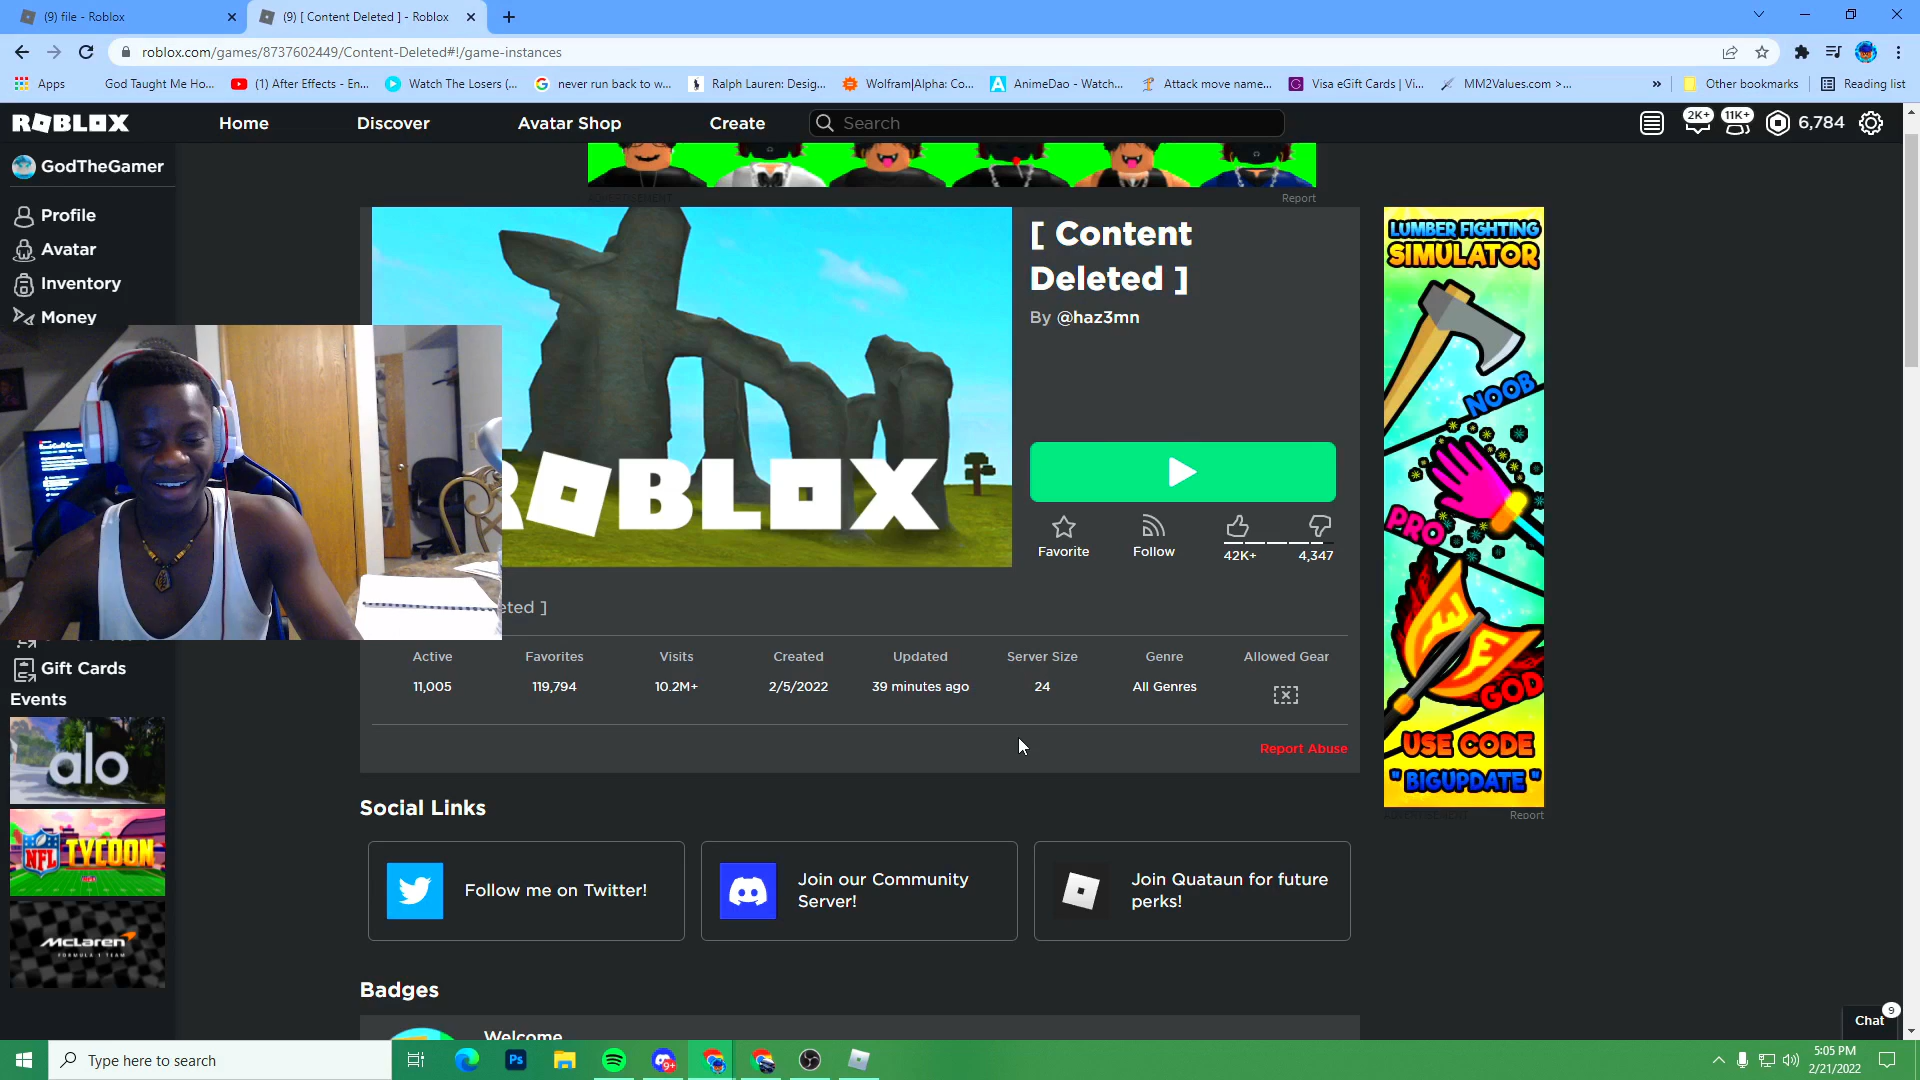 (9) file - Roblox
(9) [ Content Deleted ] - Roblox
roblox.com/games/8737602449/Content-Deleted#!/game-instances
Apps
God Taught Me Ho...
(1) After Effects - En...
Watch The Losers (...
never run back to w...
Ralph Lauren: Desig...
Wolfram|Alpha: Co...
AnimeDao - Watch...
Attack move name...
Visa eGift Cards | Vi...
MM2Values.com >...
»
Other bookmarks
Reading list
ROBLOX
Home
Discover
Avatar Shop
Create
Search
2K+
11K+
6,784
GodTheGamer
Profile
Avatar
Inventory
Money
Gift Cards
Events
alo
NFL TYCOON
McLaren
FORMULA 1 TEAM
ADVERTISEMENT
Report
ROBLOX
[ Content
Deleted ]
By @haz3mn
Favorite
Follow
42K+
4,347
eted ]
Active
Favorites
Visits
Created
Updated
Server Size
Genre
Allowed Gear
11,005
119,794
10.2M+
2/5/2022
39 minutes ago
24
All Genres
Report Abuse
Social Links
Follow me on Twitter!
Join our Community
Server!
Join Quataun for future
perks!
Badges
Welcome
LUMBER FIGHTING
SIMULATOR
NOOB
PRO
GOD
USE CODE
"BIGUPDATE"
ADVERTISEMENT
Report
Chat
9
Type here to search
Ps
9+
5:05 PM
2/21/2022